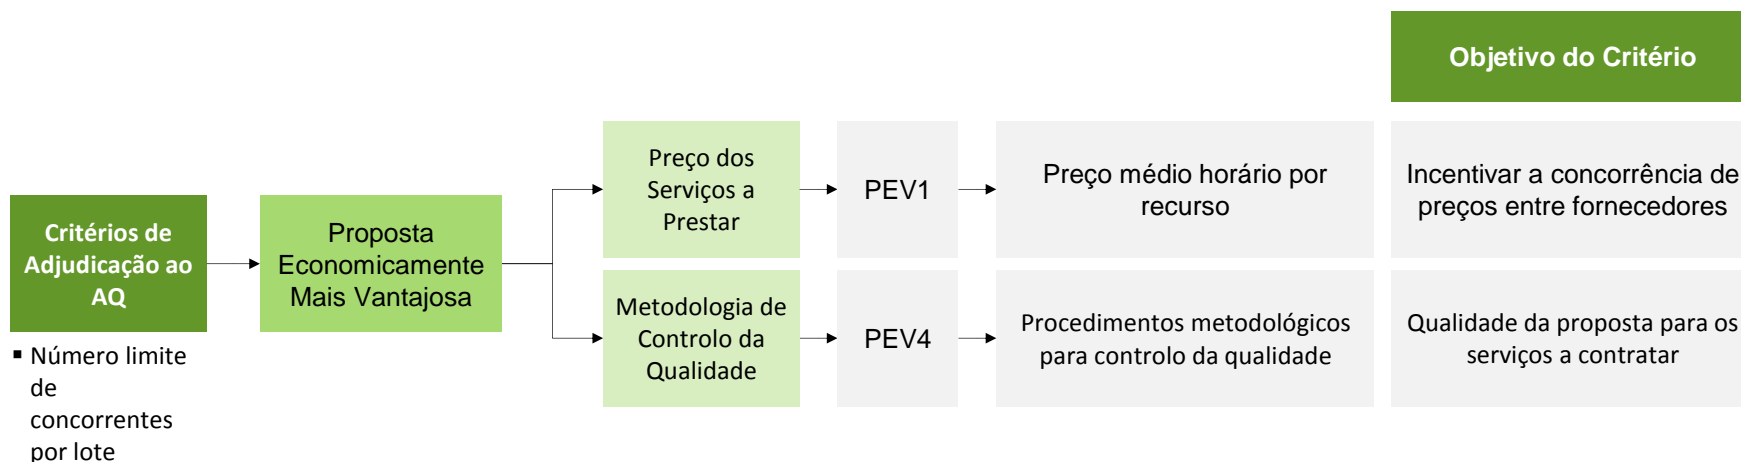 Objetivo do Critério
Critérios de
Adjudicação ao
AQ
▪ Número limite
de
concorrentes
por lote
Proposta
Economicamente
Mais Vantajosa
Preço dos
Serviços a
Prestar
PEV1
Preço médio horário por
recurso
Incentivar a concorrência de
preços entre fornecedores
Metodologia de
Controlo da
Qualidade
PEV4
Procedimentos metodológicos
para controlo da qualidade
Qualidade da proposta para os
serviços a contratar